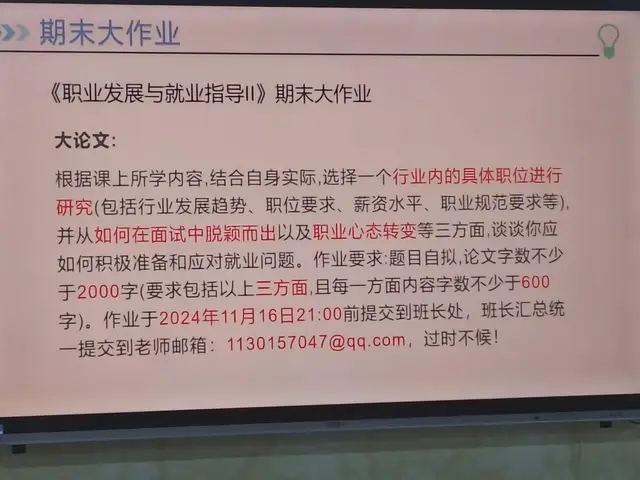 期末大作业
《职业发展与就业指导II》期末大作业
大论文:
根据课上所学内容,结合自身实际,选择一个行业内的具体职位进行
研究(包括行业发展趋势、职位要求、薪资水平、职业规范要求等),
并从如何在面试中脱颖而出以及职业心态转变等三方面,谈谈你应
如何积极准备和应对就业问题。作业要求:题目自拟,论文字数不少
于2000字(要求包括以上三方面,且每一方面内容字数不少于600
字)。作业于2024年11月16日21:00前提交到班长处，班长汇总统
一提交到老师邮箱：1130157047@qq.com，过时不候!